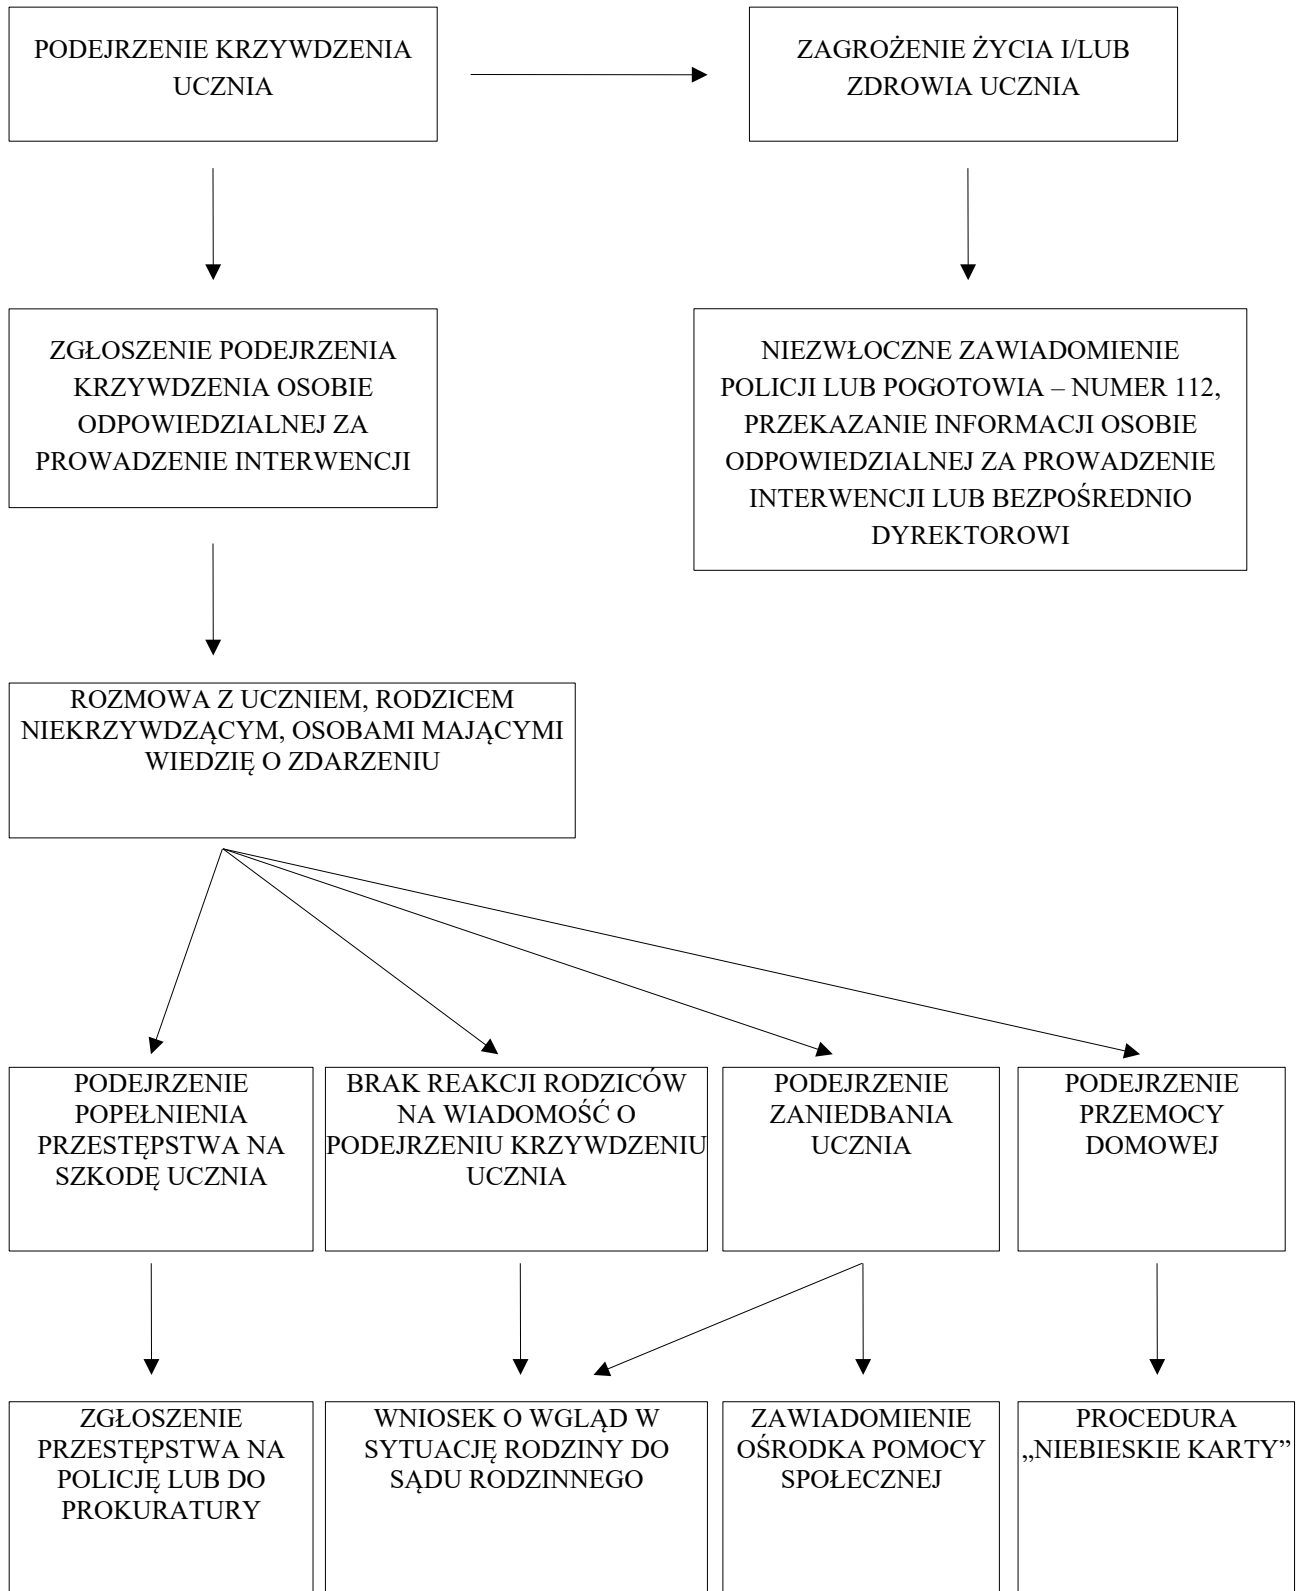 PODEJRZENIE KRZYWDZENIA
UCZNIA
ZAGROŻENIE ŻYCIA I/LUB
ZDROWIA UCZNIA
ZGŁOSZENIE PODEJRZENIA
KRZYWDZENIA OSOBIE
ODPOWIEDZIALNEJ ZA
PROWADZENIE INTERWENCJI
NIEZWŁOCZNE ZAWIADOMIENIE
POLICJI LUB POGOTOWIA – NUMER 112,
PRZEKAZANIE INFORMACJI OSOBIE
ODPOWIEDZIALNEJ ZA PROWADZENIE
INTERWENCJI LUB BEZPOŚREDNIO
DYREKTOROWI
ROZMOWA Z UCZNIEM, RODZICEM
NIEKRZYWDZĄCYM, OSOBAMI MAJĄCYMI
WIEDZIĘ O ZDARZENIU
PODEJRZENIE
POPEŁNIENIA
PRZESTĘPSTWA NA
SZKODĘ UCZNIA
BRAK REAKCJI RODZICÓW
NA WIADOMOŚĆ O
PODEJRZENIU KRZYWDZENIU
UCZNIA
PODEJRZENIE
ZANIEDBANIA
UCZNIA
PODEJRZENIE
PRZEMOCY
DOMOWEJ
ZGŁOSZENIE
PRZESTĘPSTWA NA
POLICJĘ LUB DO
PROKURATURY
WNIOSEK O WGLĄD W
SYTUACJĘ RODZINY DO
SĄDU RODZINNEGO
ZAWIADOMIENIE
OŚRODKA POMOCY
SPOŁECZNEJ
PROCEDURA
„NIEBIESKIE KARTY”